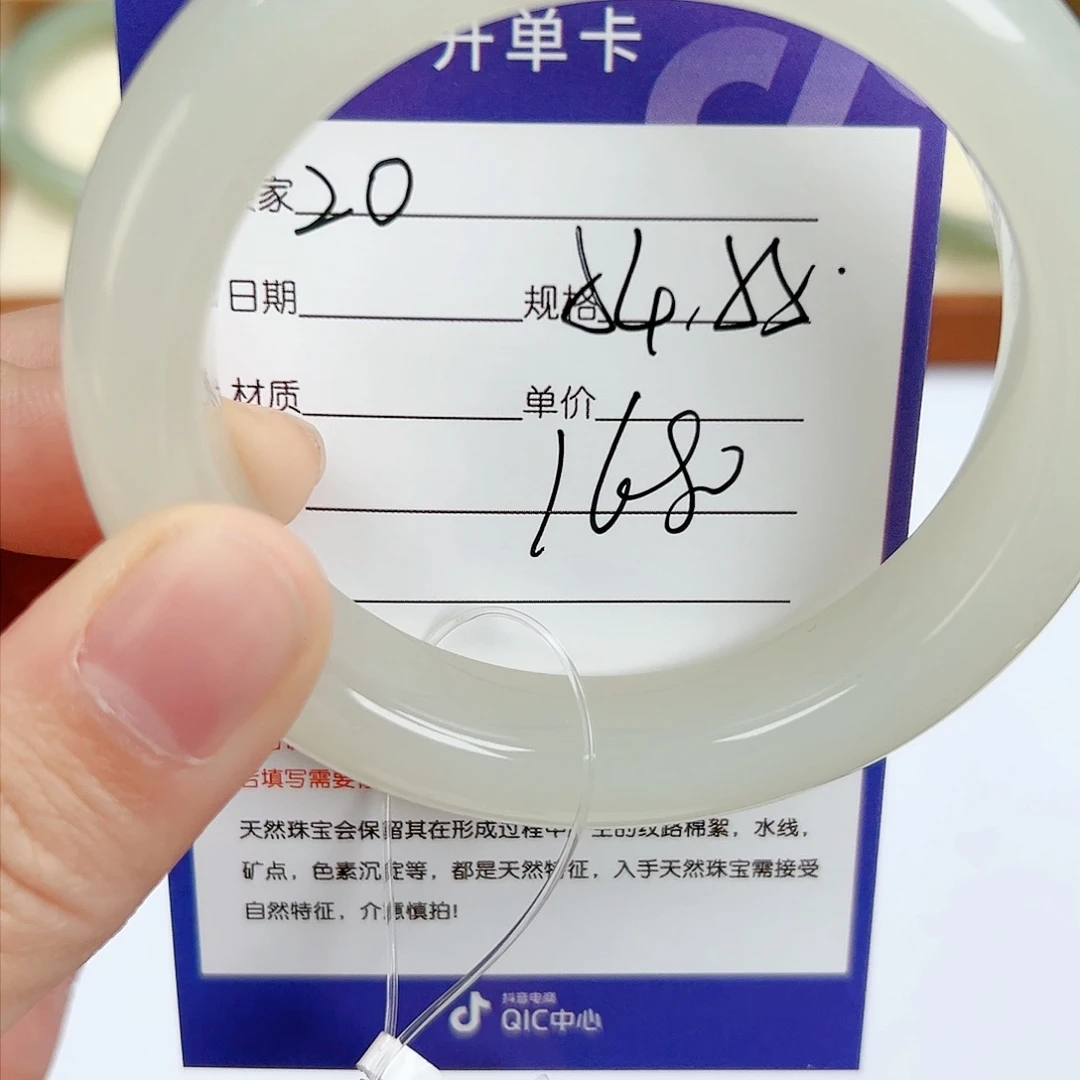 开单卡
家 20
日期 规格
材质 单价 1680
填写需要
天然珠宝会保留其在形成过程中产生的纹路棉絮，水线，
矿点，色素沉淀等，都是天然特征，入手天然珠宝需接受
自然特征，介意慎拍!
抖音电商
QIC中心